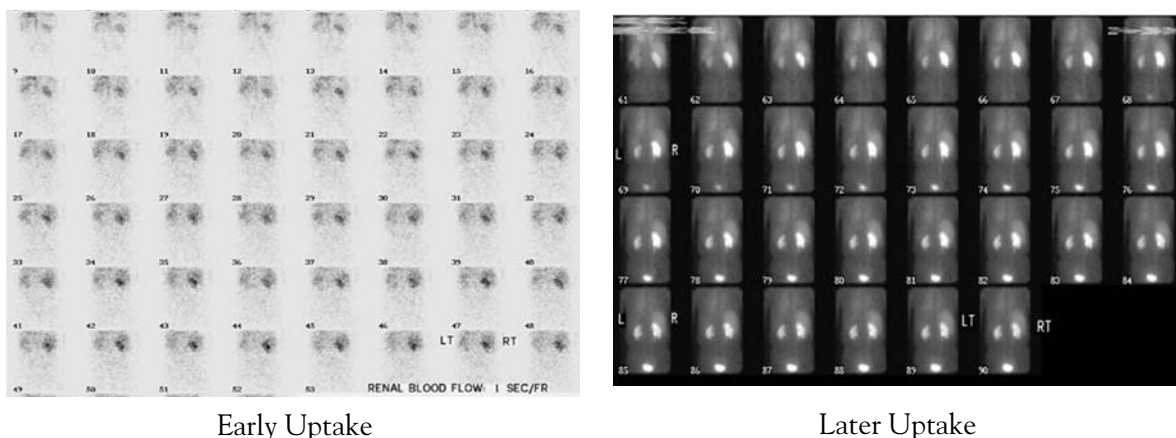 9 10 11 12 13 14 15 16
17 18 19 20 21 22 23 24
25 26 27 28 29 30 31 32
33 34 35 36 37 38 39 40
LT RT
41 42 43 44 45 46 47 48
49 50 51 52 53 RENAL BLOOD FLOW: 1 SEC/FR
Early Uptake
61 62 63 64 65 66 67 68
L R
69 70 71 72 73 74 75 76
77 78 79 80 81 82 83 84
L R LT RT
85 86 87 88 89 90
Later Uptake